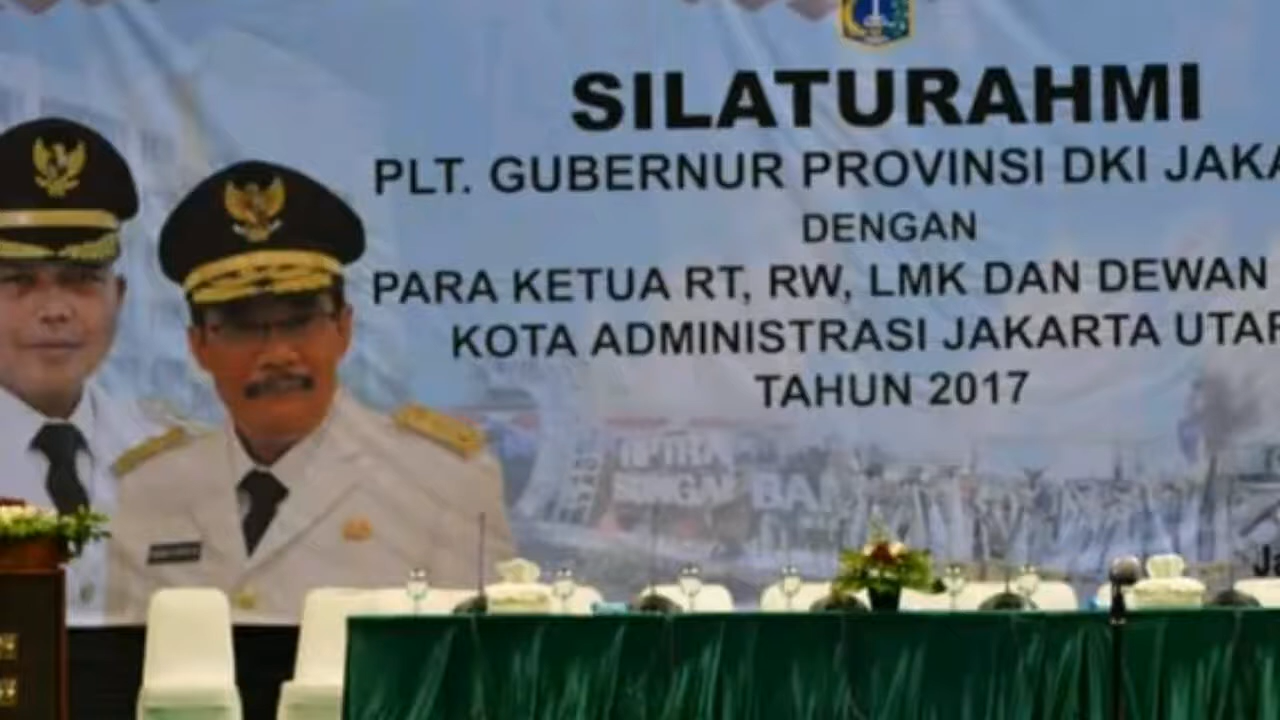 SILATURAHMI
PLT. GUBERNUR PROVINSI DKI
DENGAN
PARA KETUA RT, RW, LMK DAN DEWAN
KOTA ADMINISTRASI JAKARTA
TAHUN 2017